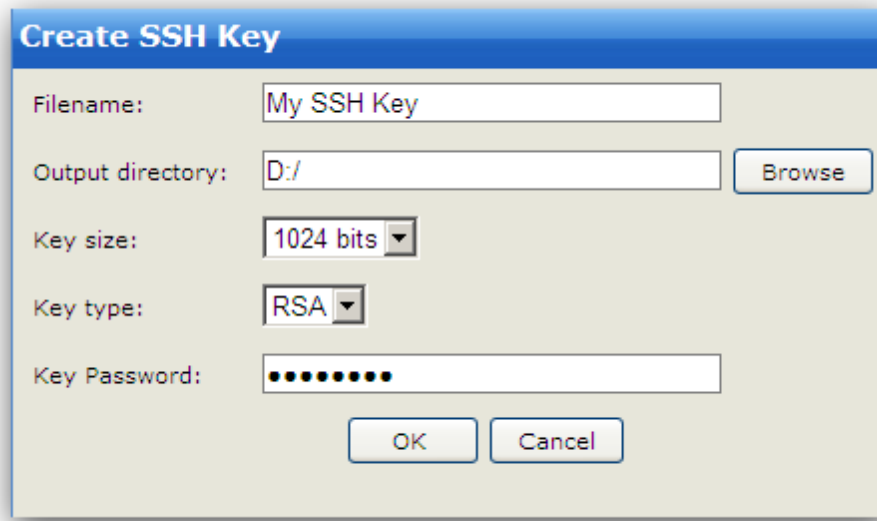 Create SSH Key
Filename: My SSH Key
Output directory: D:/ Browse
Key size: 1024 bits
Key type: RSA
Key Password: ●●●●●●●●
OK Cancel